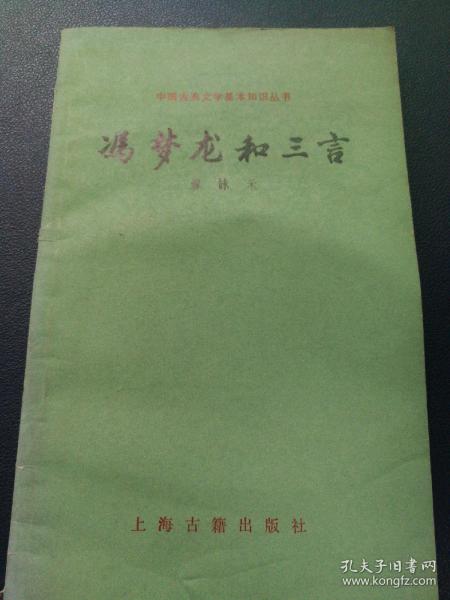 中国古典文学基本知识丛书
冯梦龙和三言
缪咏禾
上海古籍出版社
孔夫子旧书网
www.kongfz.com